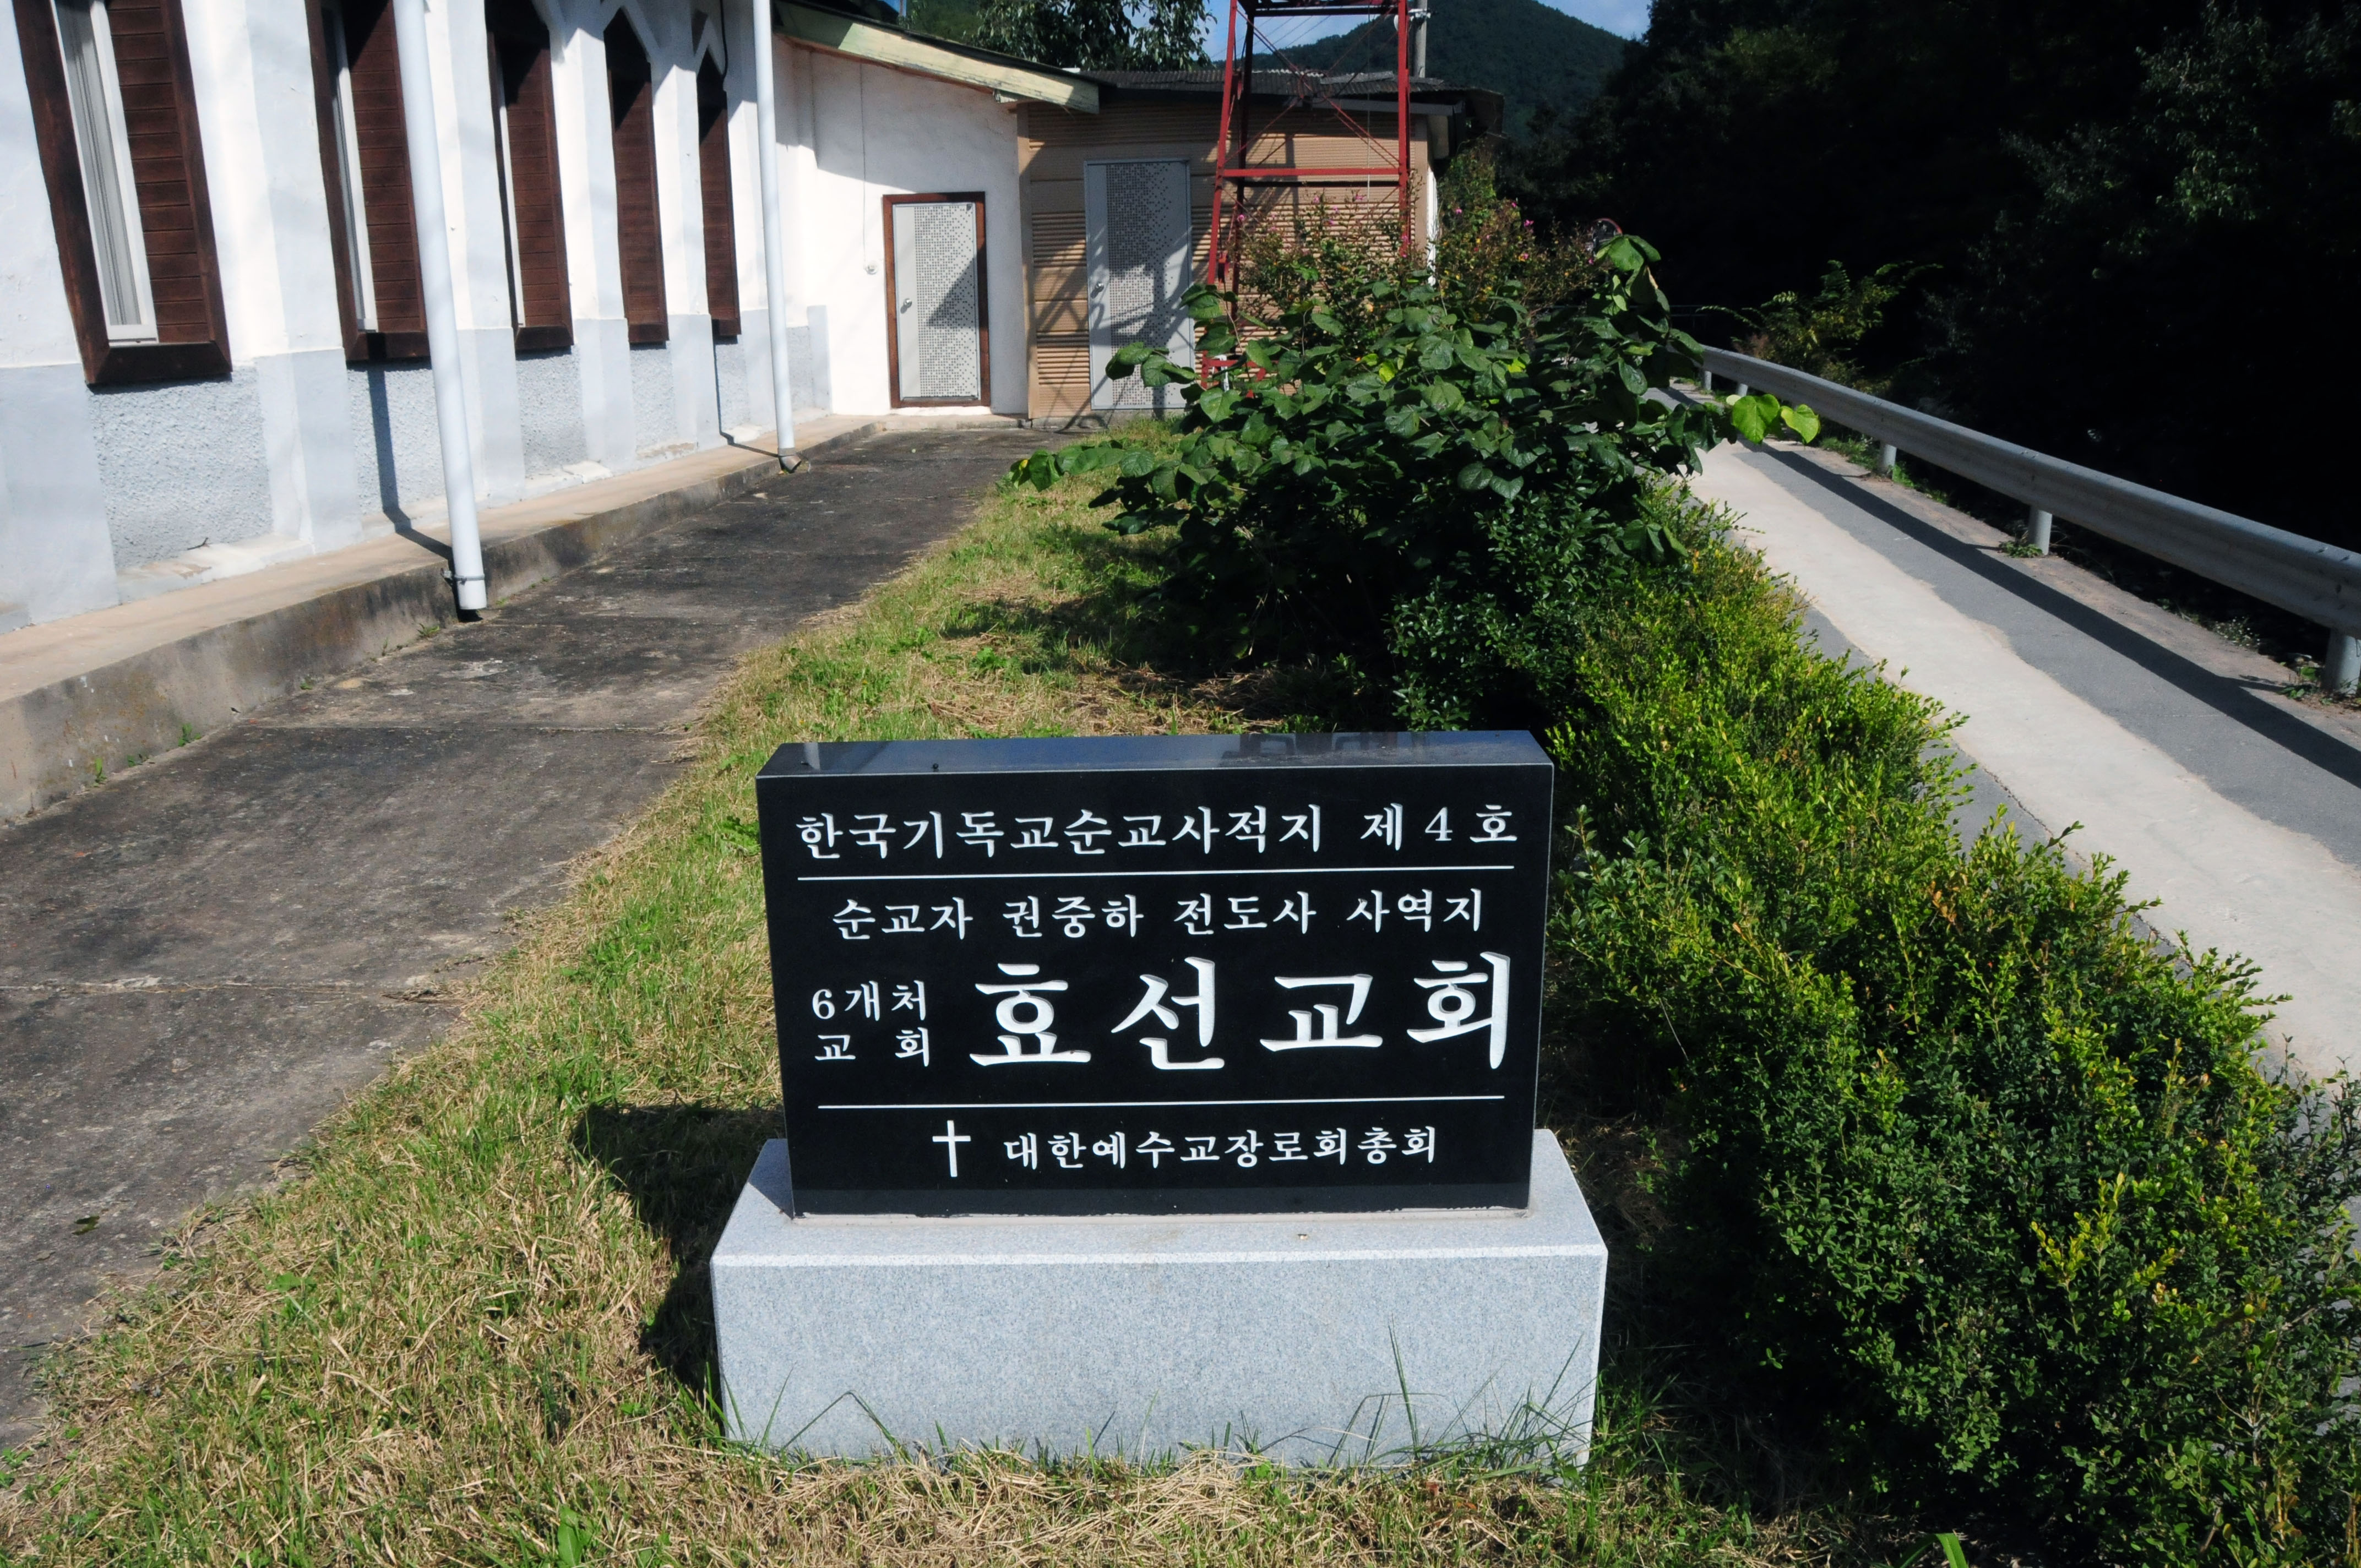 한국기독교순교사적지 제 4 호
순교자 권중하 전도사 사역지
6개처
교 회
효선교회
대한예수교장로회총회